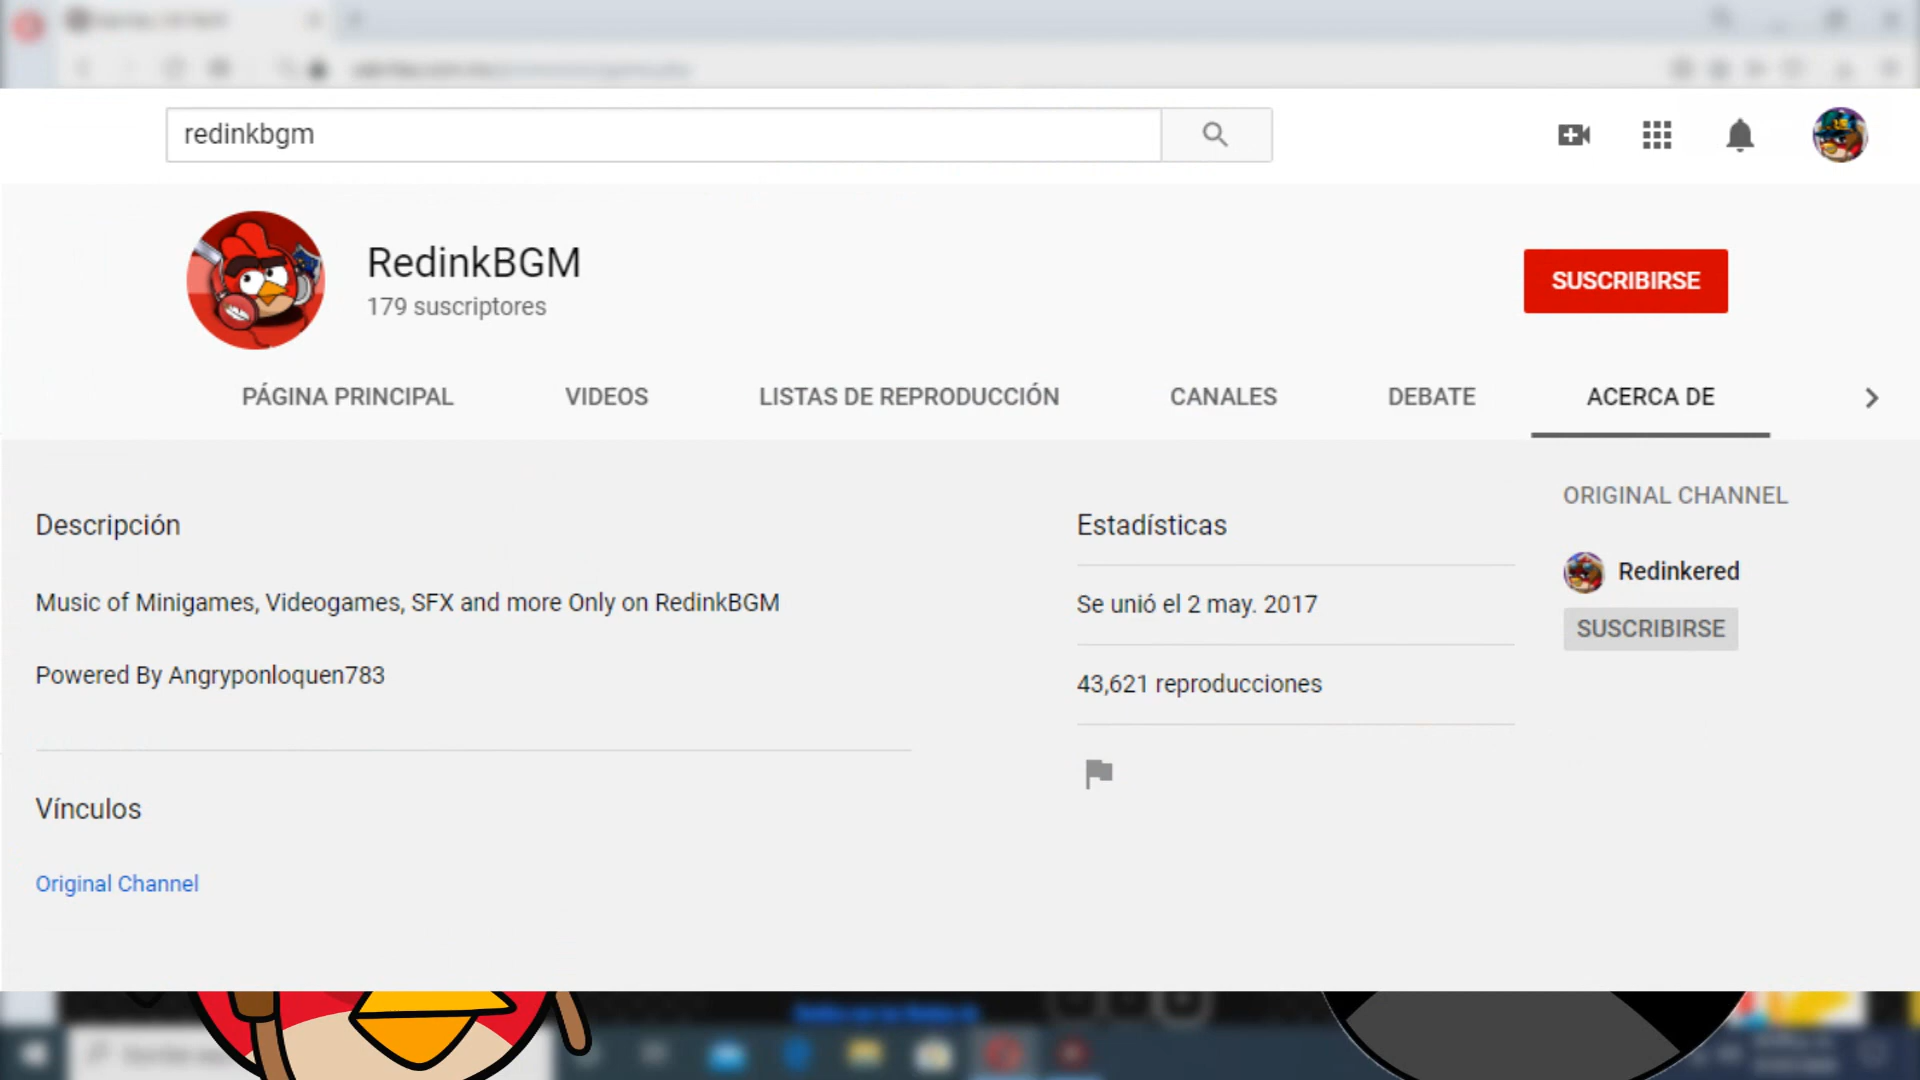 redinkbgm
RedinkBGM
179 suscriptores
SUSCRIBIRSE
PÁGINA PRINCIPAL
VIDEOS
LISTAS DE REPRODUCCIÓN
CANALES
DEBATE
ACERCA DE
Descripción
Music of Minigames, Videogames, SFX and more Only on RedinkBGM
Powered By Angryponloquen783
Vínculos
Original Channel
Estadísticas
Se unió el 2 may. 2017
43,621 reproducciones
ORIGINAL CHANNEL
Redinkered
SUSCRIBIRSE